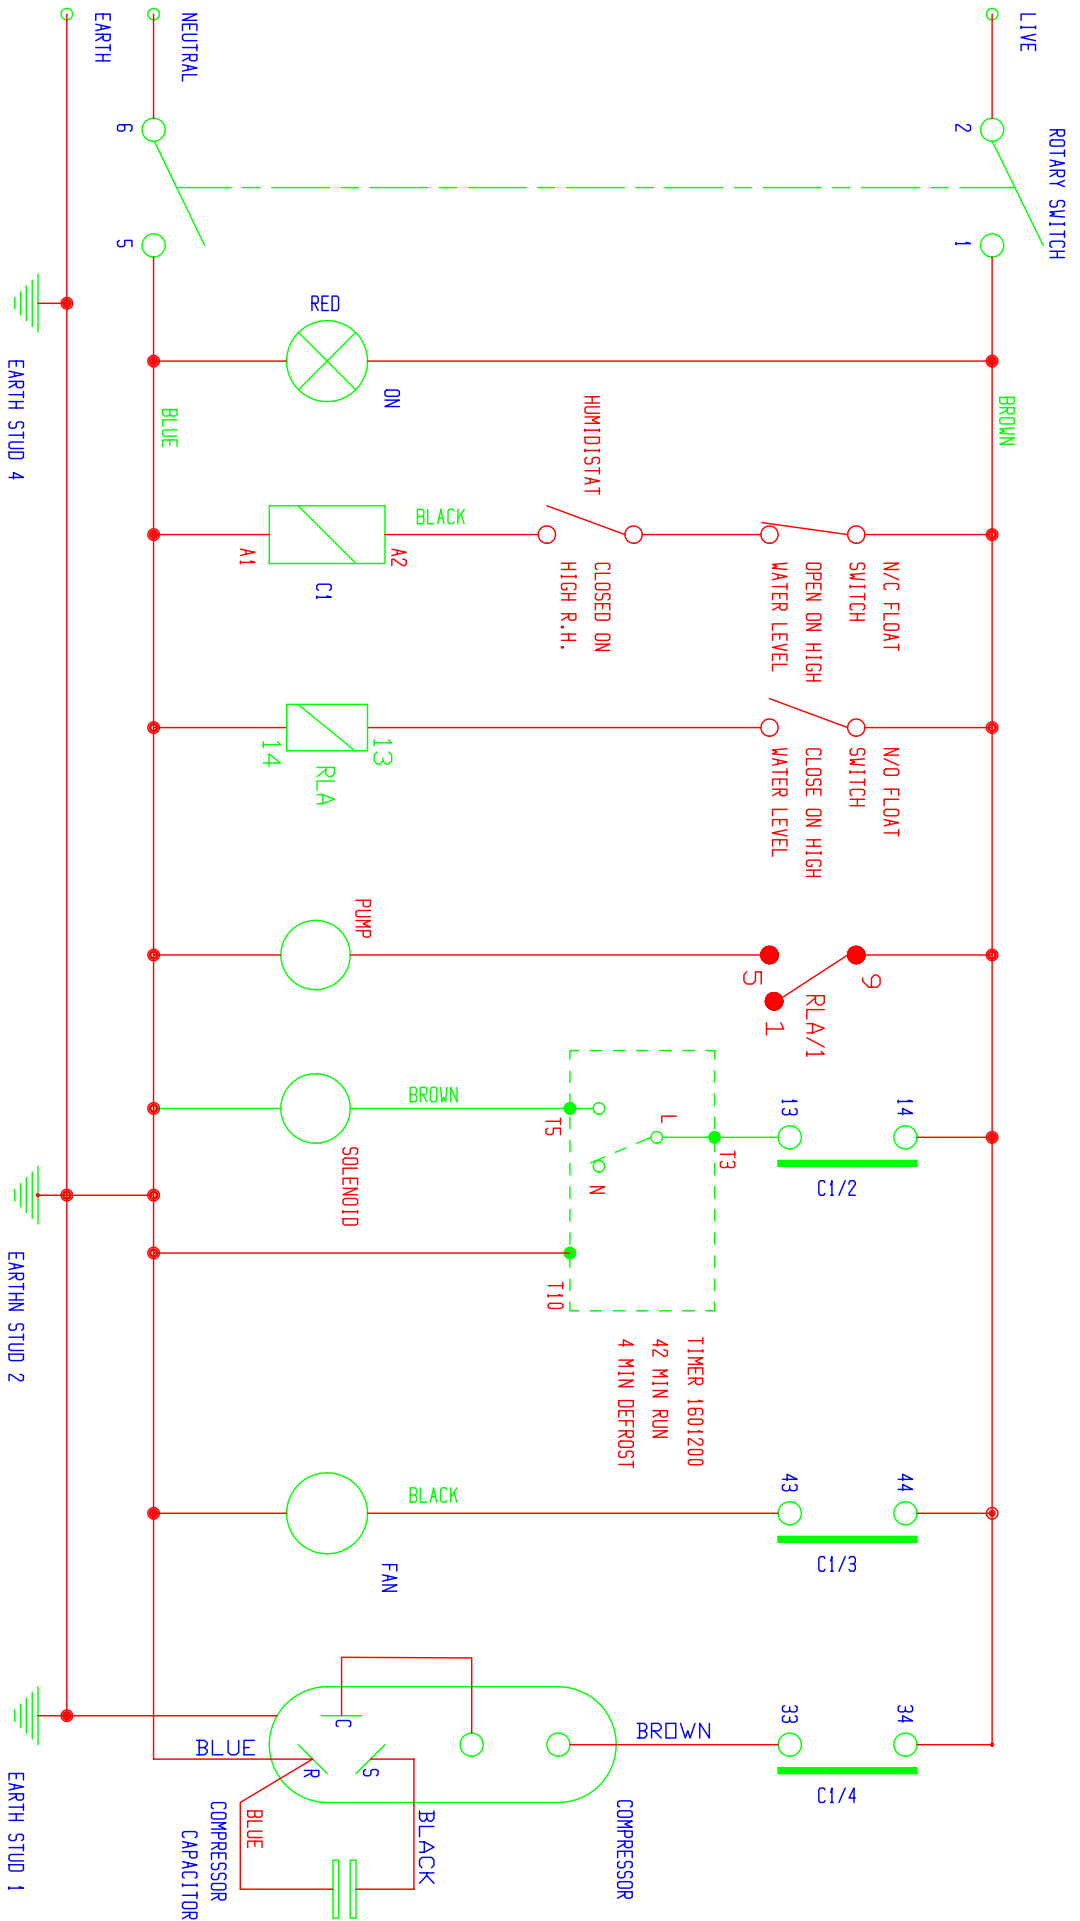 LIVE
NEUTRAL
EARTH
ROTARY SWITCH
2
1
6
5
EARTH STUD 4
BROWN
BLUE
RED
ON
HUMIDISTAT
CLOSED ON
HIGH R.H.
N/C FLOAT
SWITCH
OPEN ON HIGH
WATER LEVEL
BLACK
A2
A1
C1
N/O FLOAT
SWITCH
CLOSE ON HIGH
WATER LEVEL
13
14
RLA
PUMP
9
5
1
RLA/1
14
13
C1/2
T3
L
N
T5
T10
BROWN
SOLENOID
EARTHN STUD 2
TIMER 1601200
42 MIN RUN
4 MIN DEFROST
44
43
C1/3
BLACK
FAN
34
33
C1/4
BROWN
COMPRESSOR
C
S
R
BLUE
BLACK
BLUE
COMPRESSOR
CAPACITOR
EARTH STUD 1